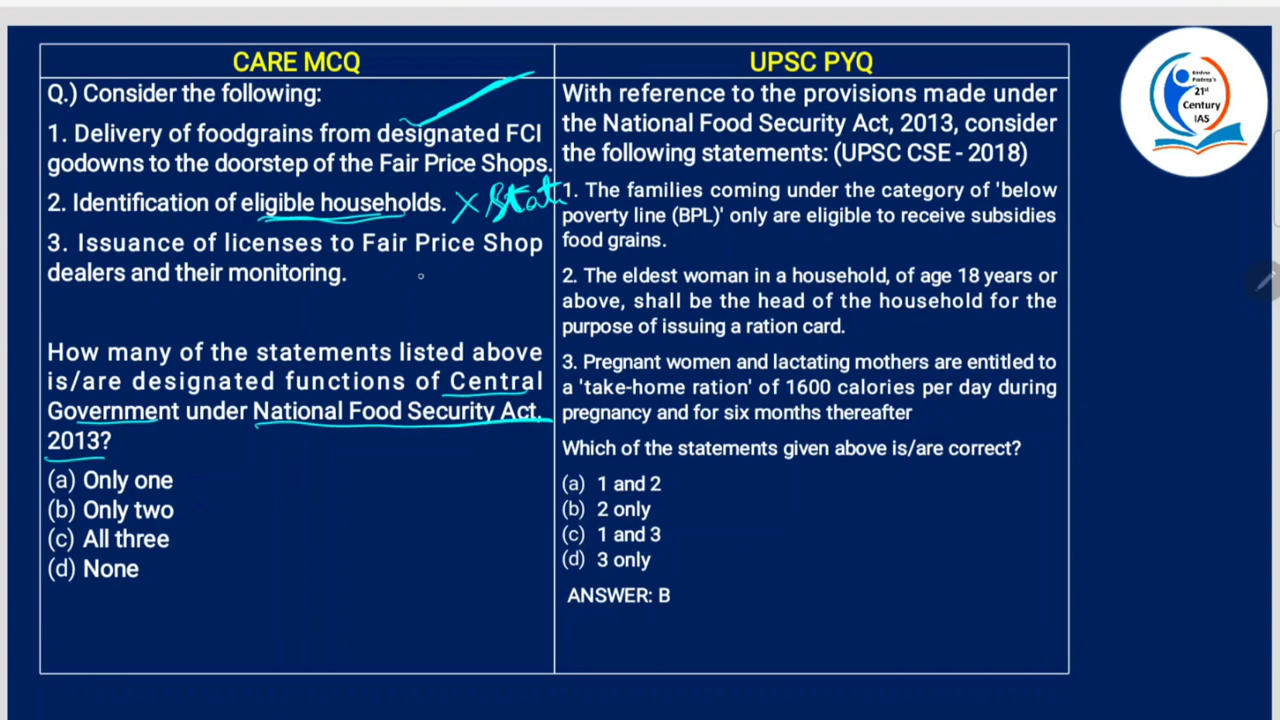 CARE MCQ
Q.) Consider the following:
1. Delivery of foodgrains from designated FCI
godowns to the doorstep of the Fair Price Shops.
2. Identification of eligible households. × Stat
3. Issuance of licenses to Fair Price Shop
dealers and their monitoring.
How many of the statements listed above
is/are designated functions of Central
Government under National Food Security Act,
2013?
(a) Only one
(b) Only two
(c) All three
(d) None
UPSC PYQ
With reference to the provisions made under
the National Food Security Act, 2013, consider
the following statements: (UPSC CSE - 2018)
1. The families coming under the category of 'below
poverty line (BPL)' only are eligible to receive subsidies
food grains.
2. The eldest woman in a household, of age 18 years or
above, shall be the head of the household for the
purpose of issuing a ration card.
3. Pregnant women and lactating mothers are entitled to
a 'take-home ration' of 1600 calories per day during
pregnancy and for six months thereafter
Which of the statements given above is/are correct?
(a) 1 and 2
(b) 2 only
(c) 1 and 3
(d) 3 only
ANSWER: B
Krishna
Pradeep's
21st
Century
IAS